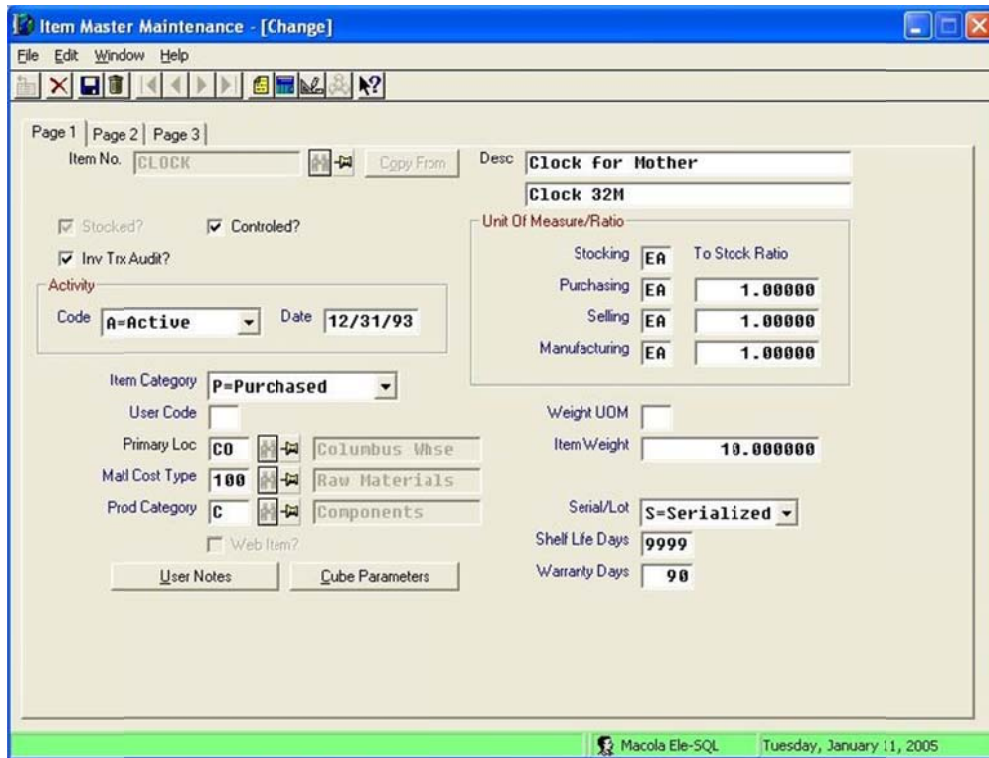 Item Master Maintenance - [Change]
File Edit Window Help
Page 1 Page 2 Page 3
Item No. CLOCK Copy From Desc Clock for Mother
Clock 32M
Stocked? Controled?
Inv Trx Audit?
Activity
Code A=Active Date 12/31/93
Unit Of Measure/Ratio
Stocking EA To Stock Ratio
Purchasing EA 1.00000
Selling EA 1.00000
Manufacturing EA 1.00000
Item Category P=Purchased
User Code
Primary Loc CO Columbus Whse
Matl Cost Type 100 Raw Materials
Prod Category C Components
Web Item?
User Notes Cube Parameters
Weight UOM
Item Weight 10.000000
Serial/Lot S=Serialized
Shelf Life Days 9999
Warranty Days 90
Macola Ele-SQL Tuesday, January 11, 2005